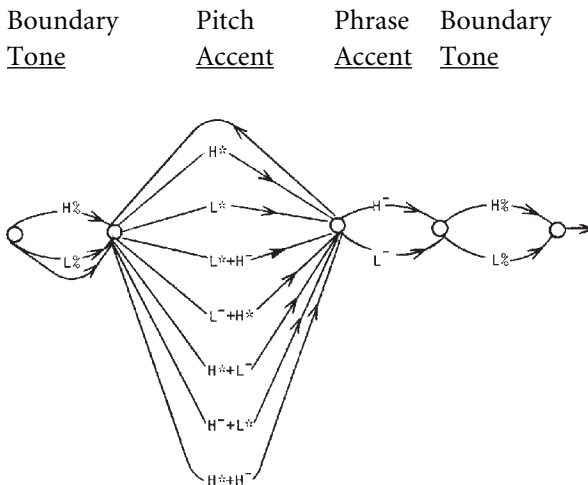 Boundary Pitch Phrase Boundary
Tone Accent Accent Tone
H*
H% L* H⁻ H%
L% L*+H⁻ L⁻ L%
L⁻+H*
H*+L⁻
H⁻+L*
H*+H⁻